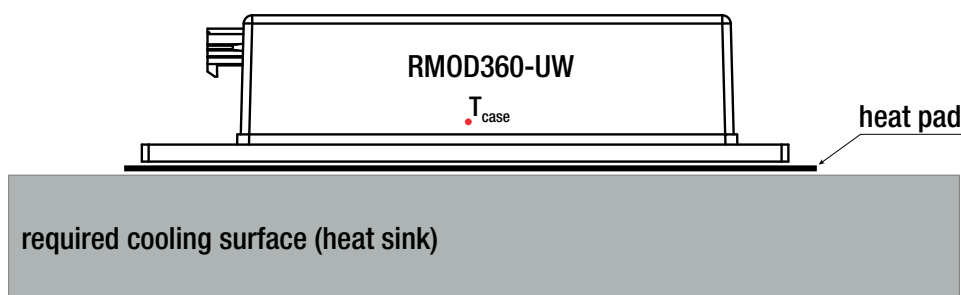 RMOD360-UW
Tcase
heat pad
required cooling surface (heat sink)